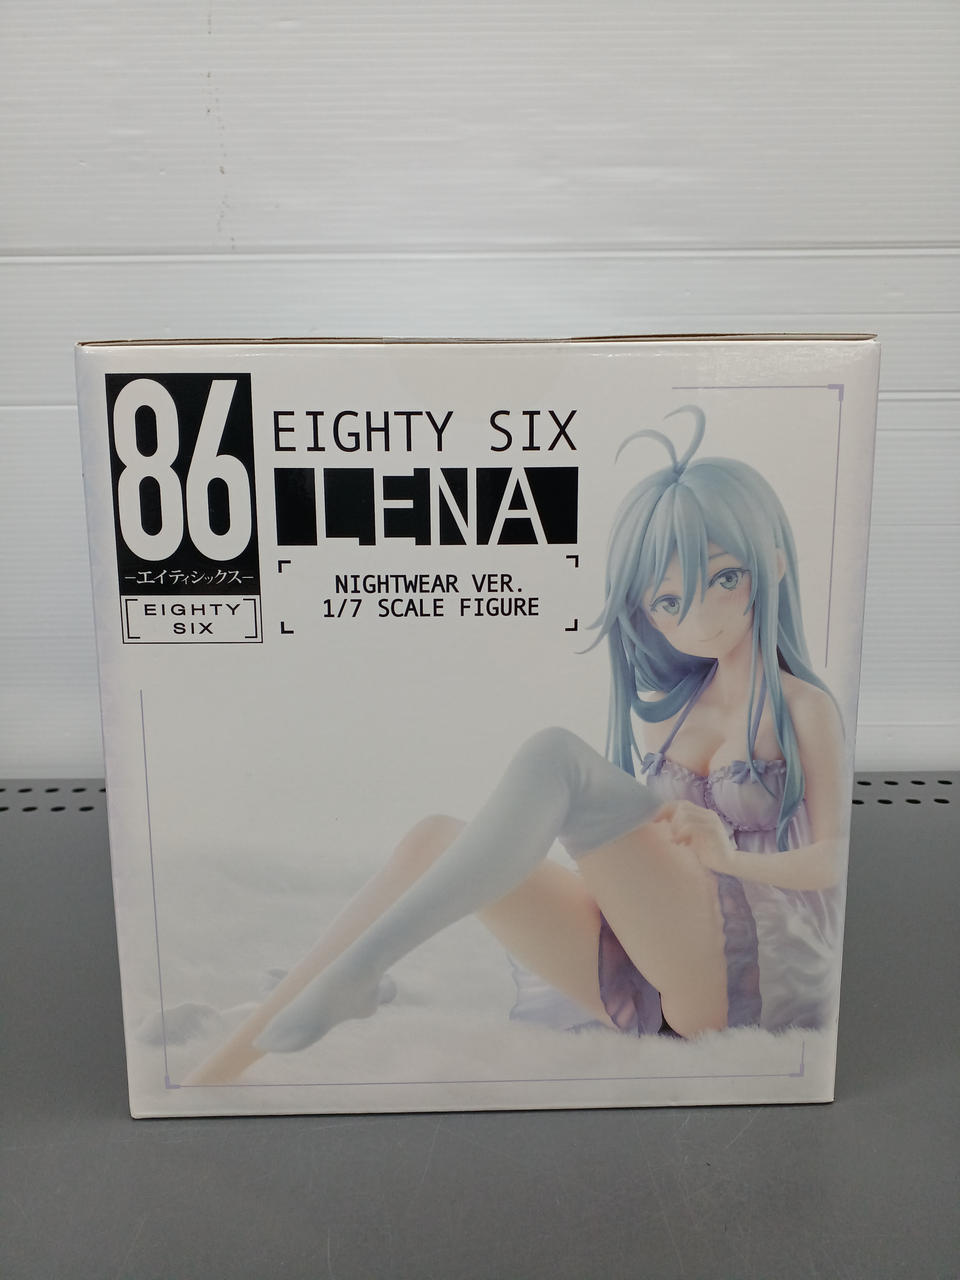 86
-エイティシックス-
EIGHTY
SIX
EIGHTY SIX
LENA
NIGHTWEAR VER.
1/7 SCALE FIGURE